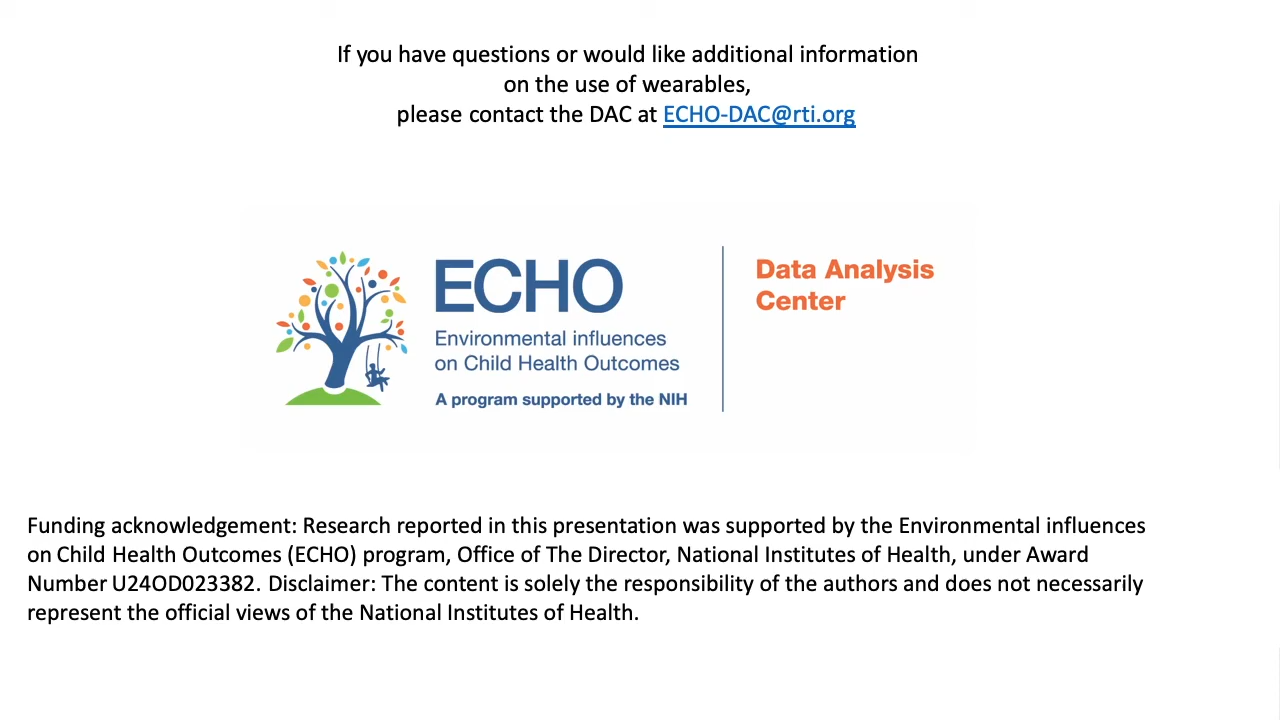 If you have questions or would like additional information
on the use of wearables,
please contact the DAC at ECHO-DAC@rti.org
ECHO
Environmental influences
on Child Health Outcomes
A program supported by the NIH
Data Analysis
Center
Funding acknowledgement: Research reported in this presentation was supported by the Environmental influences
on Child Health Outcomes (ECHO) program, Office of The Director, National Institutes of Health, under Award
Number U24OD023382. Disclaimer: The content is solely the responsibility of the authors and does not necessarily
represent the official views of the National Institutes of Health.